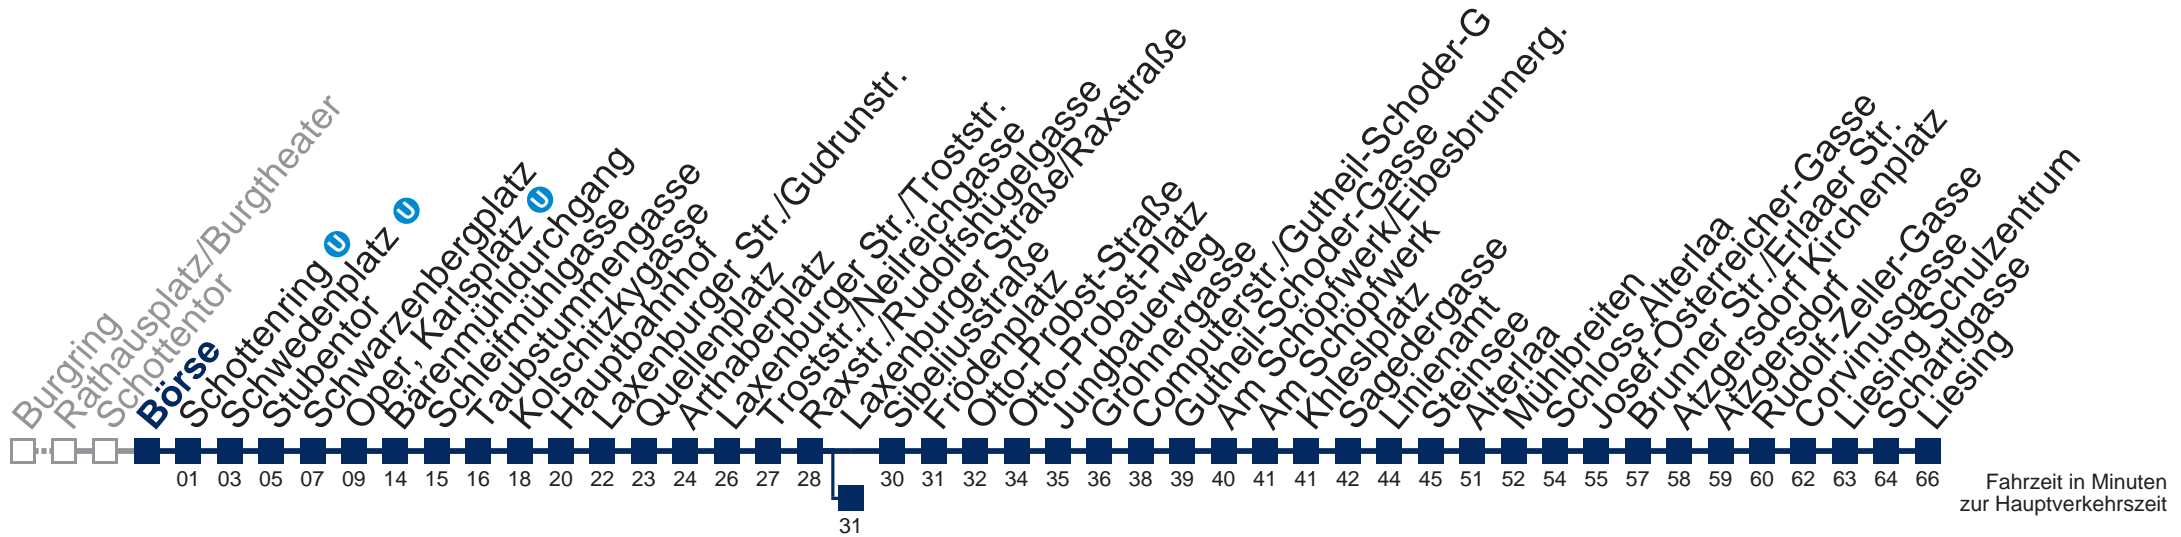 Burgring
Rathausplatz/Burgtheater
Schottentor
Börse
Schottenring U
Schwedenplatz U
Stubentor
Schwarzenbergplatz
Oper, Karlsplatz U
Bärenmühldurchgang
Schleifmühlgasse
Taubstummengasse
Kolschitzkygasse
Hauptbahnhof
Laxenburger Str./Gudrunstr.
Quellenplatz
Arthaberplatz
Laxenburger Str./Troststr.
Troststr./Neilreichgasse
Raxstr./Rudolfshügelgasse
Laxenburger Straße/Raxstraße
Sibeliusstraße
Frödenplatz
Otto-Probst-Straße
Otto-Probst-Platz
Jungbauerweg
Grohnergasse
Computerstr./Gutheil-Schoder-G
Gutheil-Schoder-Gasse
Am Schöpfwerk/Eibesbrunnerg.
Am Schöpfwerk
Khleslplatz
Sagedergasse
Linienamt
Steinsee
Alterlaa
Mühlbreiten
Schloss Alterlaa
Josef-Österreicher-Gasse
Brunner Str./Erlaaer Str.
Atzgersdorf Kirchenplatz
Atzgersdorf
Rudolf-Zeller-Gasse
Corvinusgasse
Liesing Schulzentrum
Schartlgasse
Liesing
01 03 05 07 09 14 15 16 18 20 22 23 24 26 27 28 30 31 32 34 35 36 38 39 40 41 41 42 44 45 51 52 54 55 57 58 59 60 62 63 64 66
31
Fahrzeit in Minuten
zur Hauptverkehrszeit